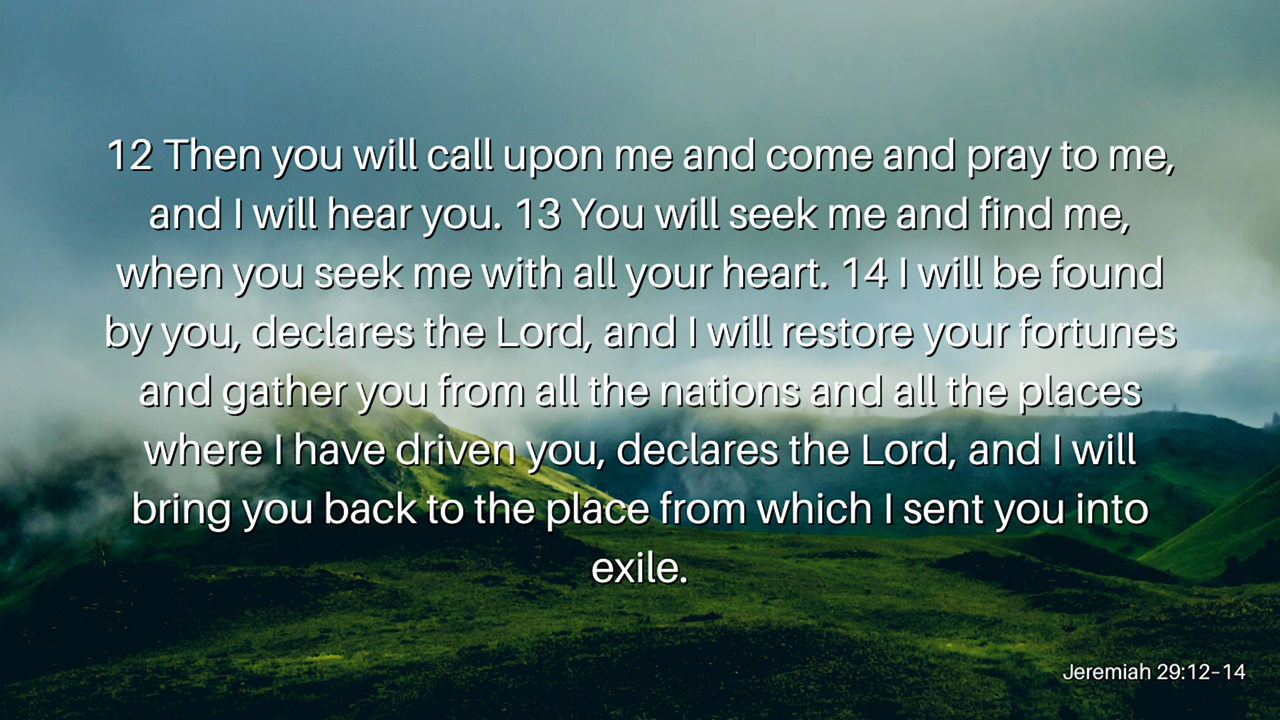 12 Then you will call upon me and come and pray to me,
and I will hear you. 13 You will seek me and find me,
when you seek me with all your heart. 14 I will be found
by you, declares the Lord, and I will restore your fortunes
and gather you from all the nations and all the places
where I have driven you, declares the Lord, and I will
bring you back to the place from which I sent you into
exile.
Jeremiah 29:12-14